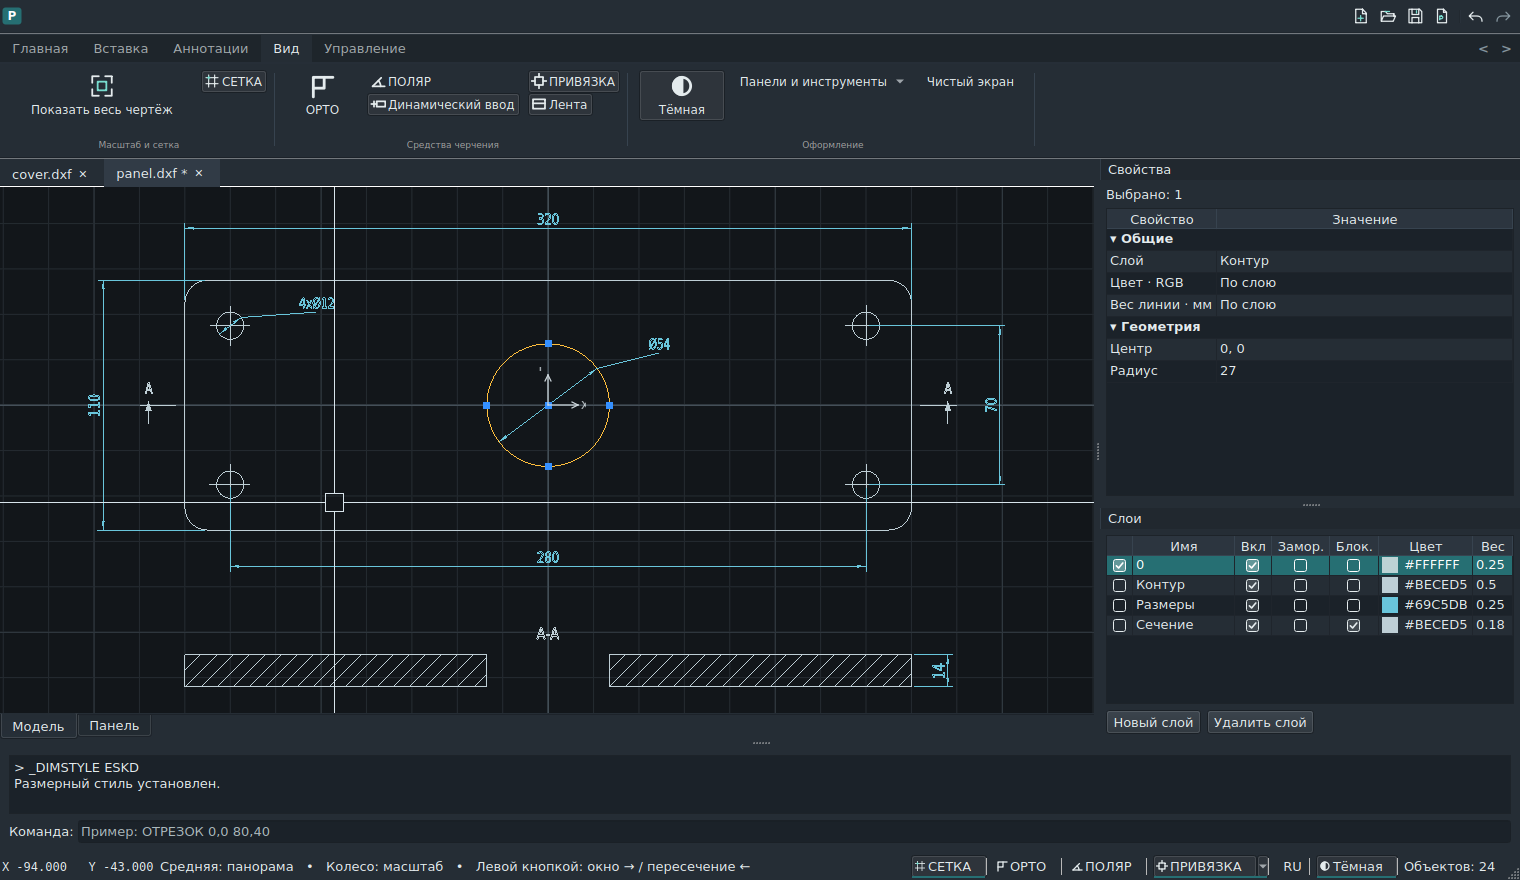 P
Главная Вставка Аннотации Вид Управление < >
Показать весь чертёж СЕТКА ОРТО ПОЛЯР ПРИВЯЗКА Динамический ввод Лента Тёмная Панели и инструменты Чистый экран
Масштаб и сетка Средства черчения Оформление
cover.dxf × panel.dxf * ×
320
4xØ12
Ø54
A A
110
70
X
280
A-A
14
Модель Панель
Свойства
Выбрано: 1
Свойство Значение
▾ Общие
Слой Контур
Цвет · RGB По слою
Вес линии · мм По слою
▾ Геометрия
Центр 0, 0
Радиус 27
Слои
Имя Вкл Замор. Блок. Цвет Вес
0 #FFFFFF 0.25
Контур #BECED5 0.5
Размеры #69C5DB 0.25
Сечение #BECED5 0.18
Новый слой Удалить слой
> _DIMSTYLE ESKD
Размерный стиль установлен.
Команда: Пример: ОТРЕЗОК 0,0 80,40
X -94.000 Y -43.000 Средняя: панорама • Колесо: масштаб • Левой кнопкой: окно → / пересечение ← СЕТКА ОРТО ПОЛЯР ПРИВЯЗКА RU Тёмная Объектов: 24